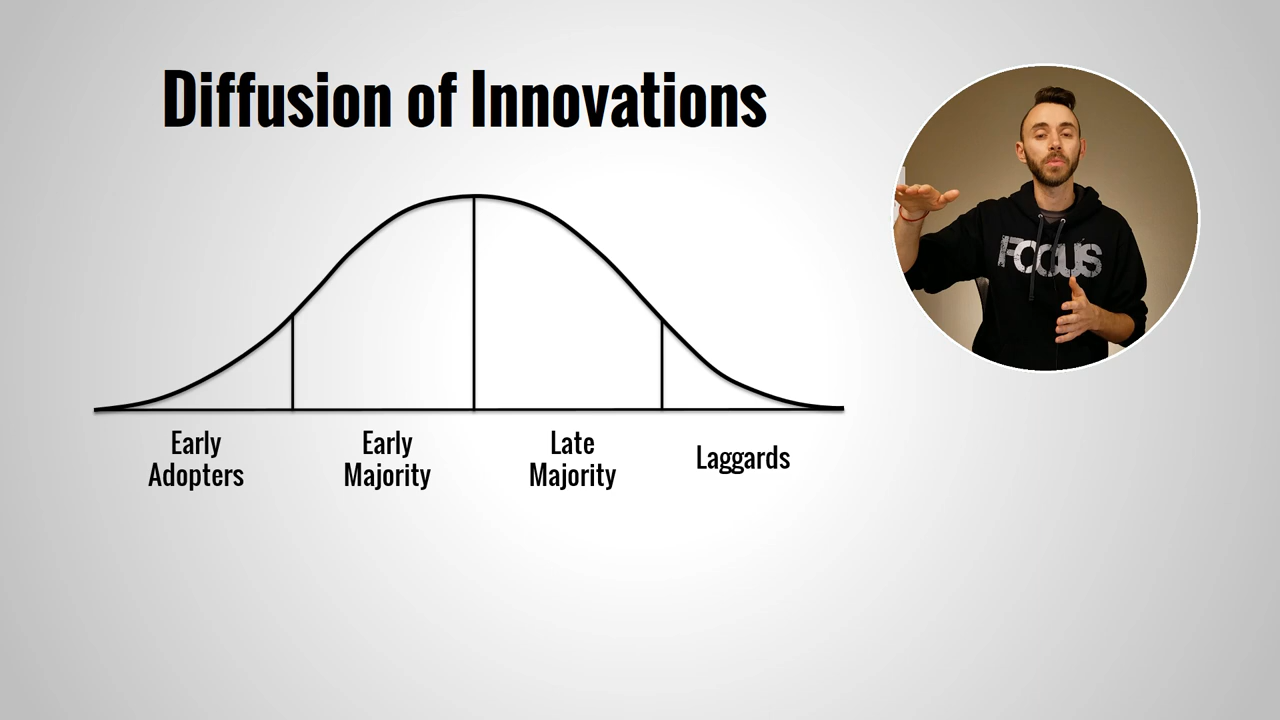 Diffusion of Innovations
FOCUS
Early
Adopters
Early
Majority
Late
Majority
Laggards